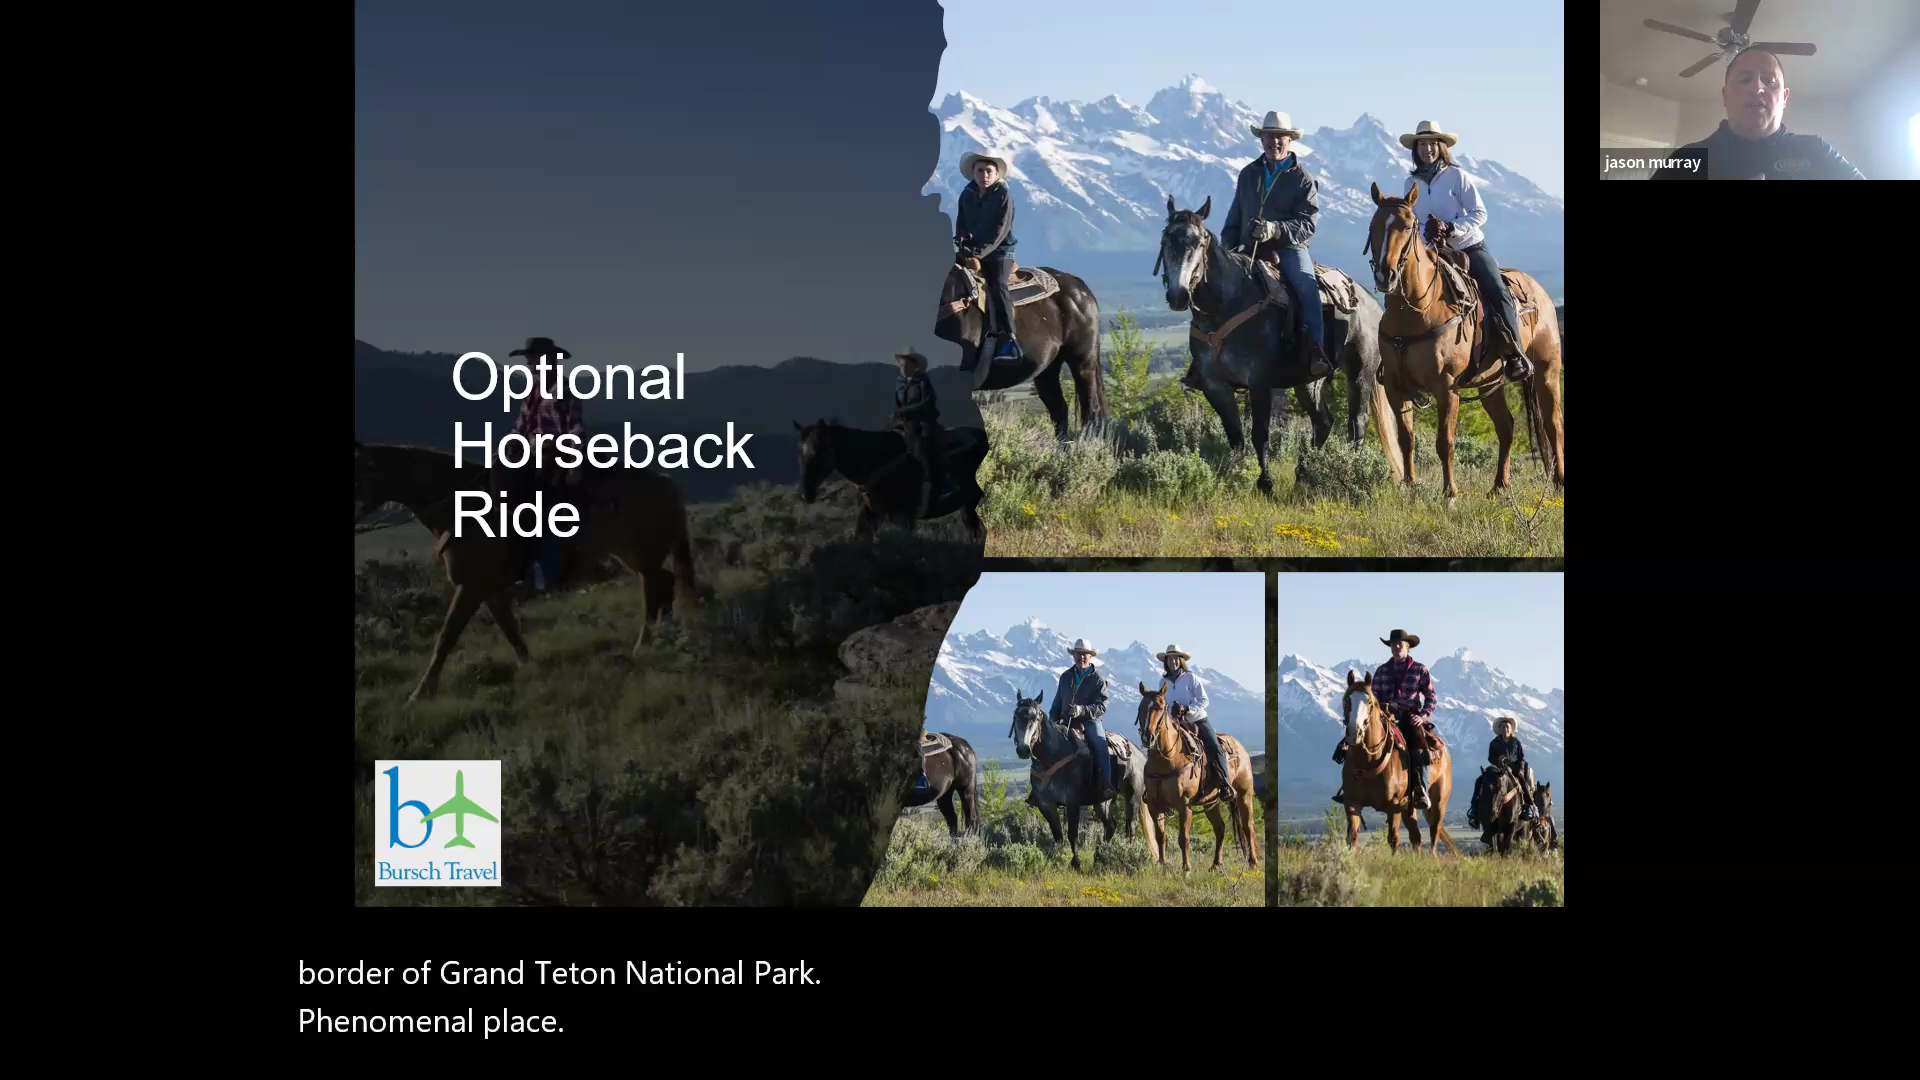 jason murray
Optional
Horseback
Ride
b
Bursch Travel
border of Grand Teton National Park.
Phenomenal place.